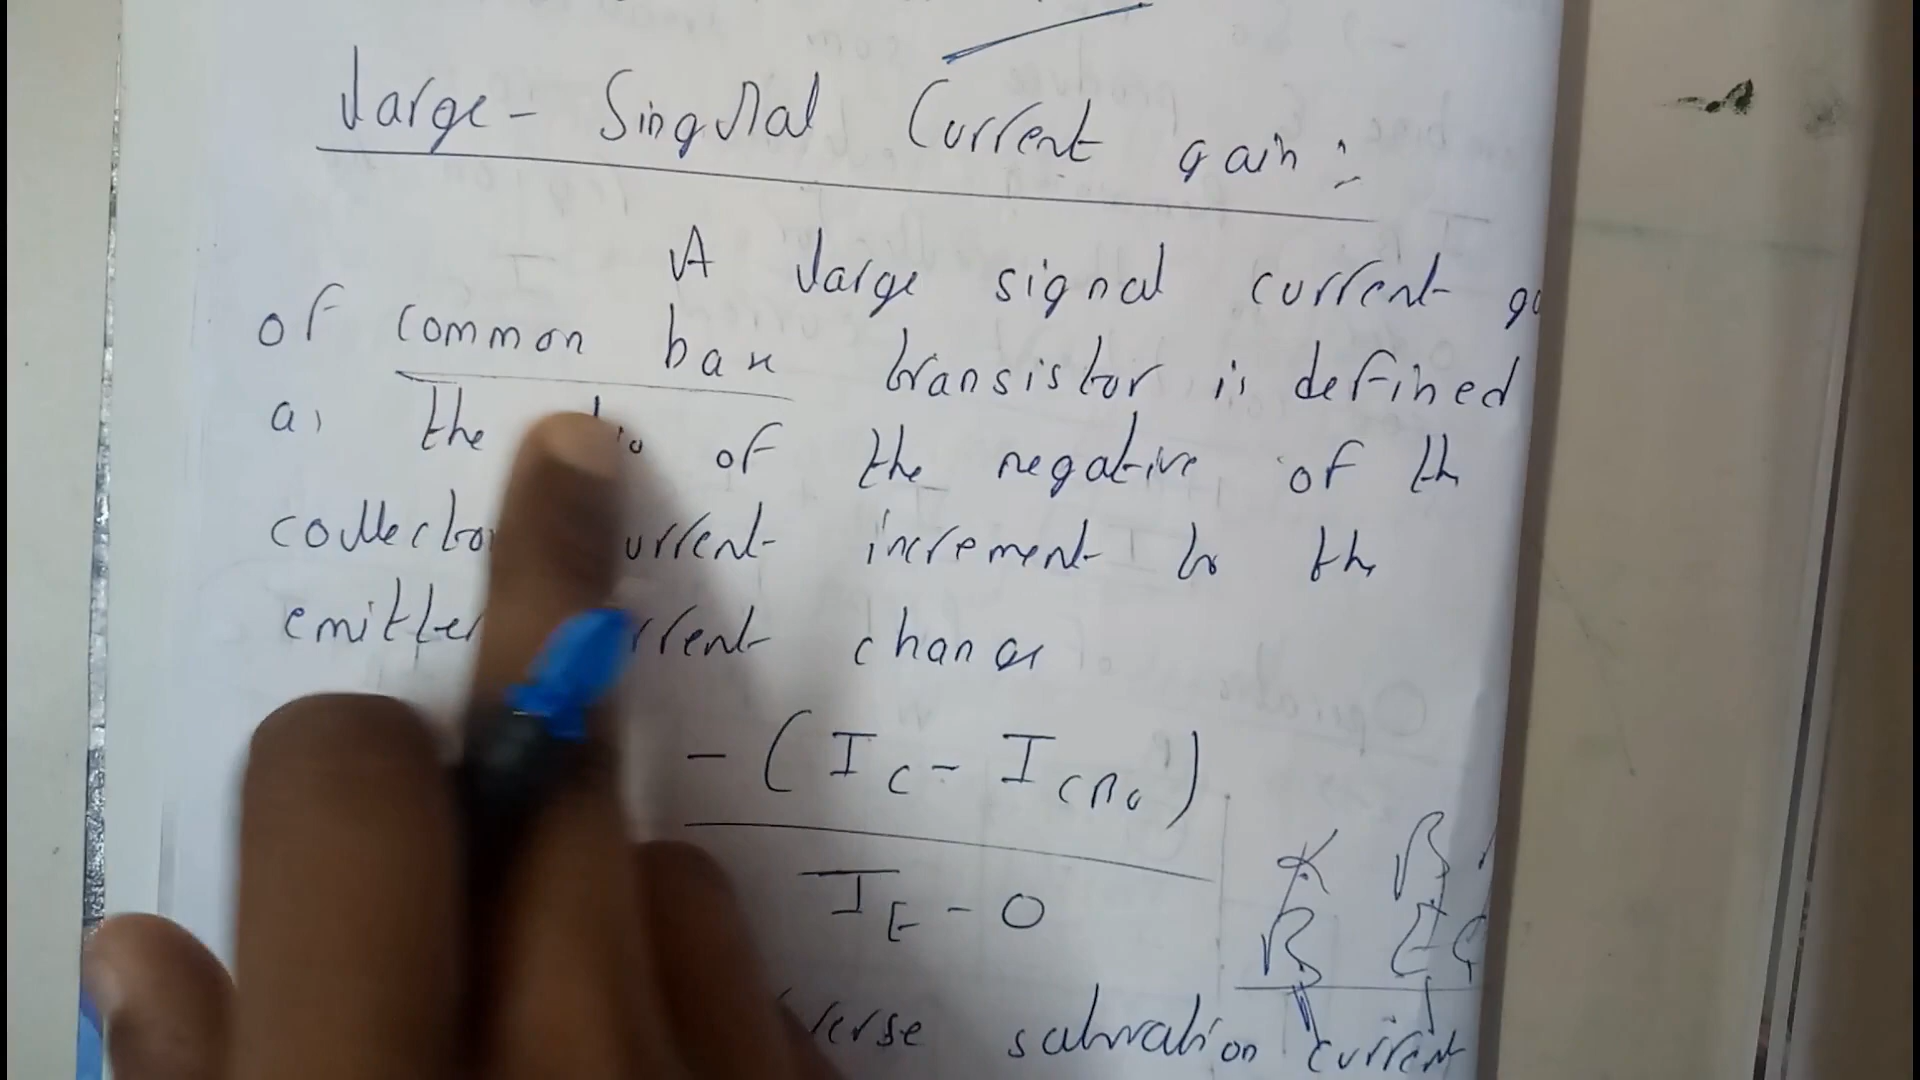 Large - Singnal Current gain :
A large signal current
of common base transistor is defined
as the of the negative of the
collector current increment to the
emitter current change
- (I_C - I_CBO)
I_E - 0
saturation current